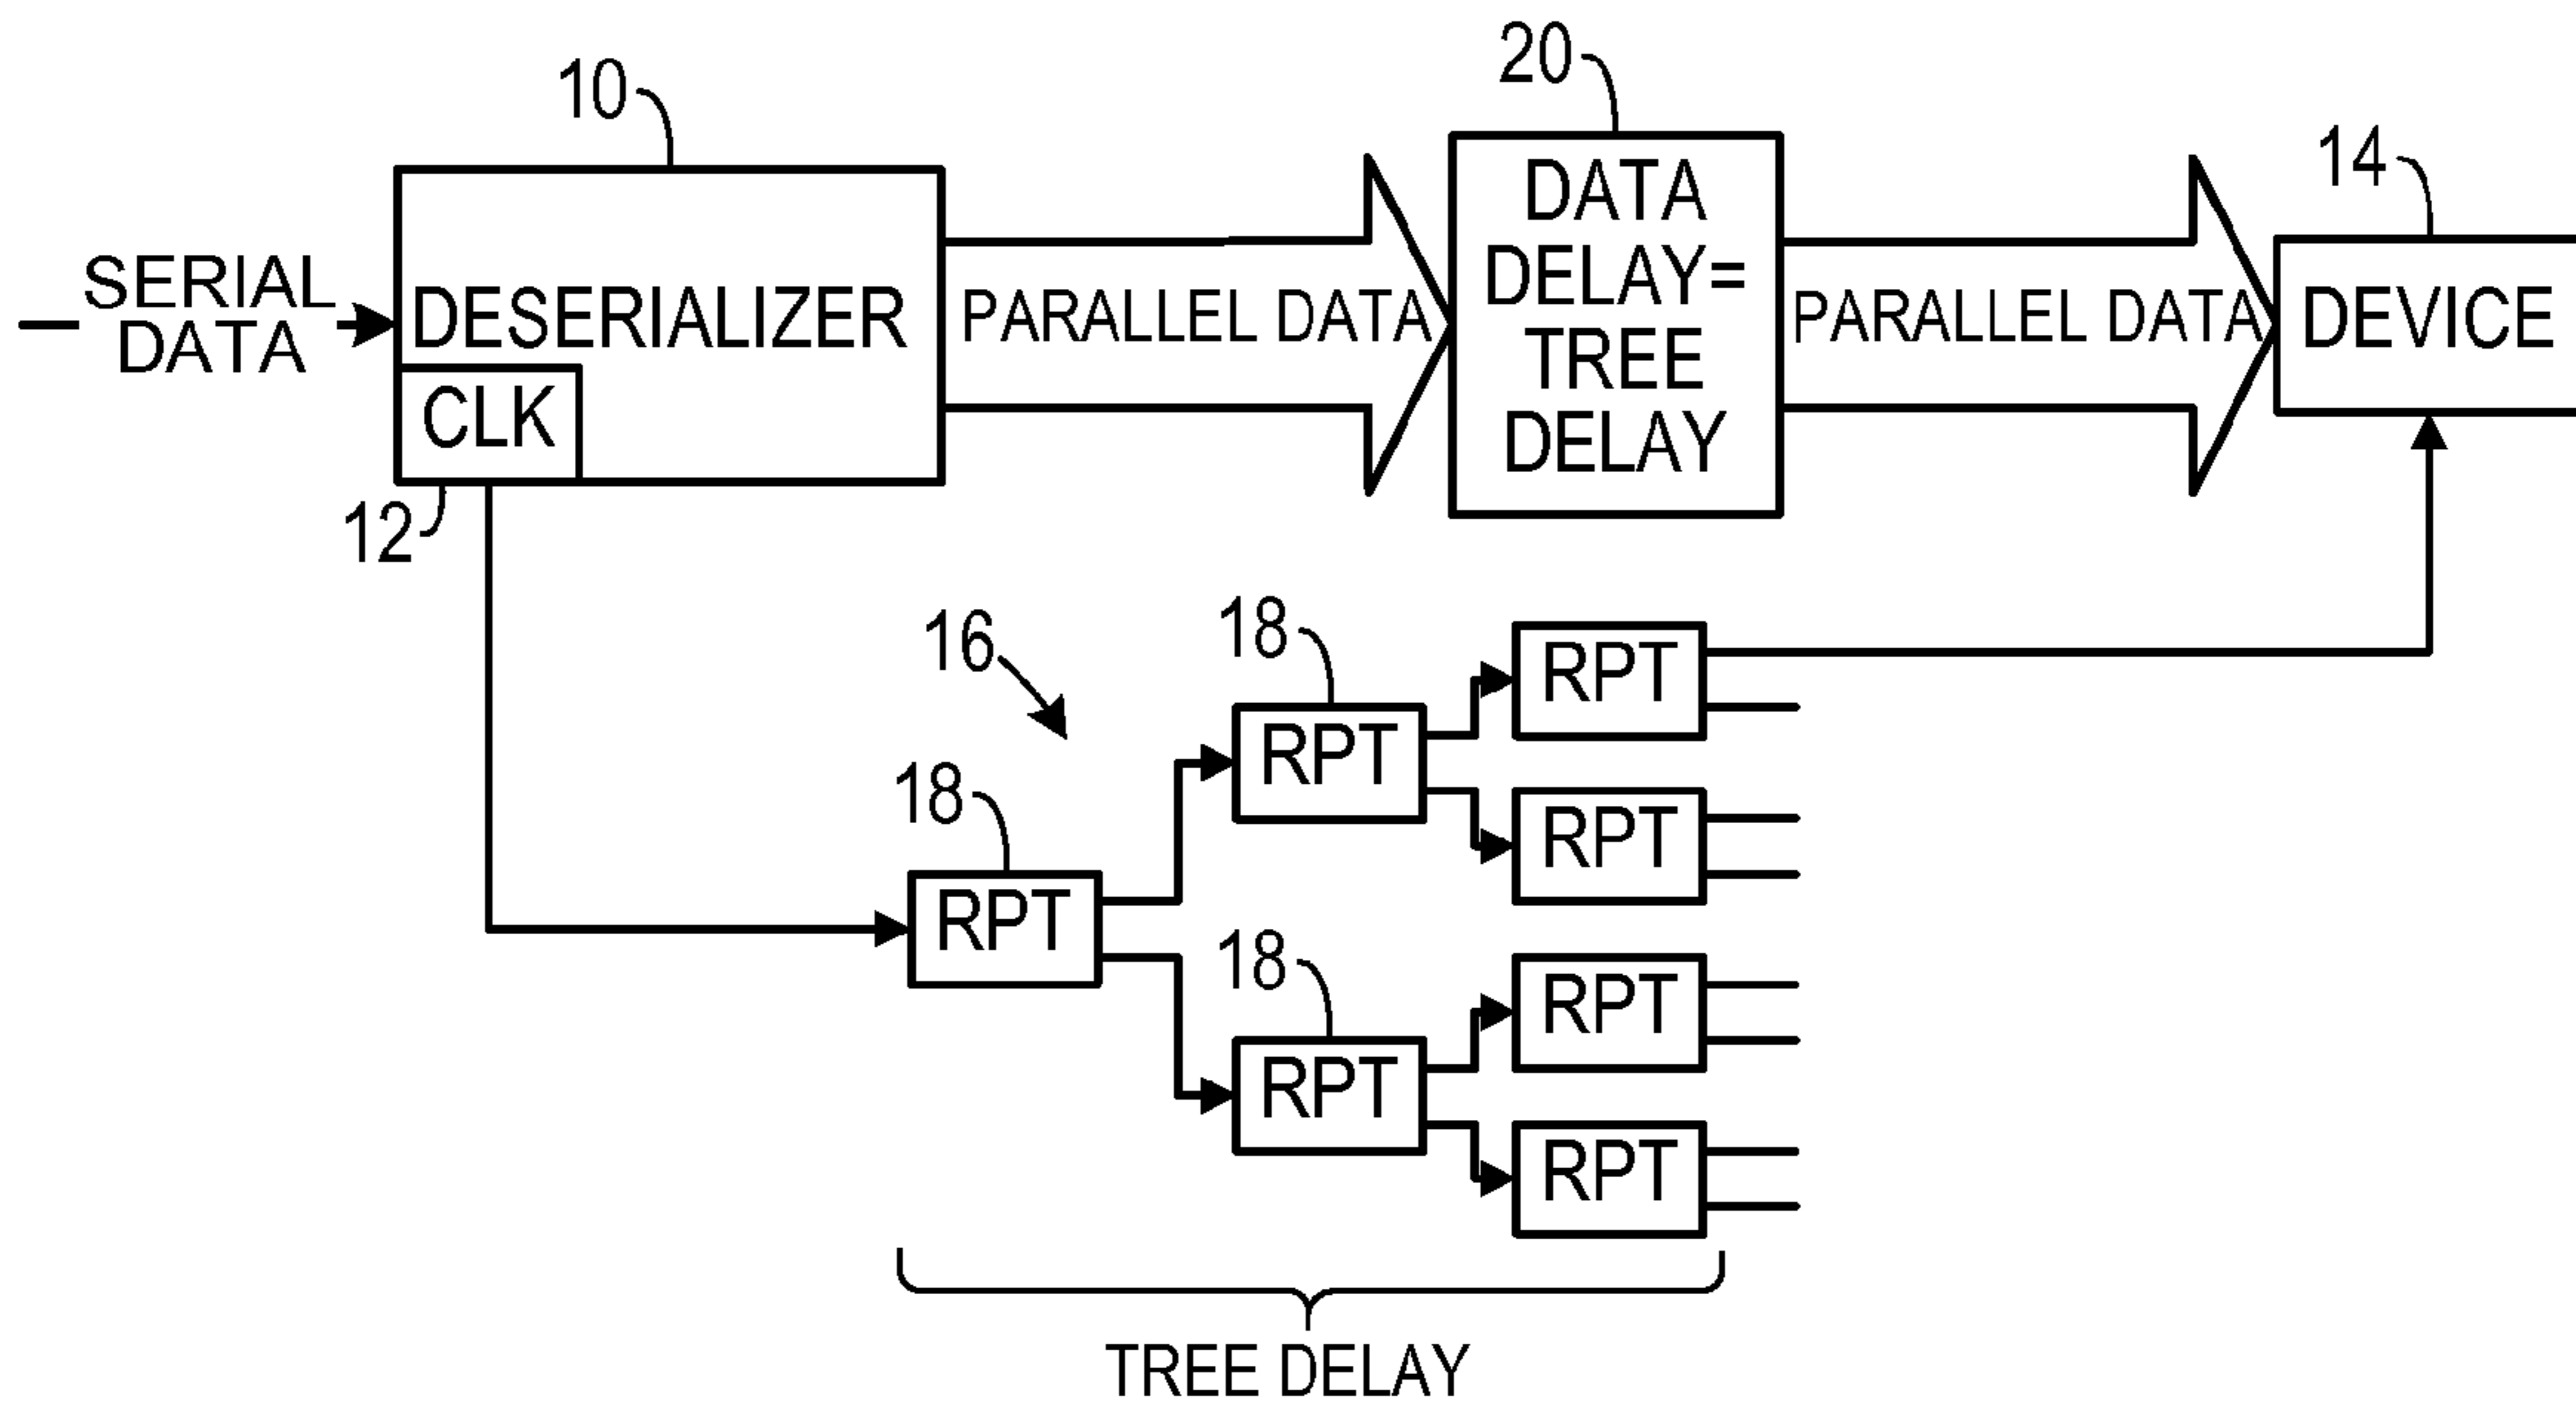 20
10
14
SERIAL
DATA
DESERIALIZER
CLK
12
PARALLEL DATA
DATA
DELAY=
TREE
DELAY
PARALLEL DATA
DEVICE
16
18
RPT
RPT
18
RPT
RPT
18
RPT
RPT
RPT
TREE DELAY